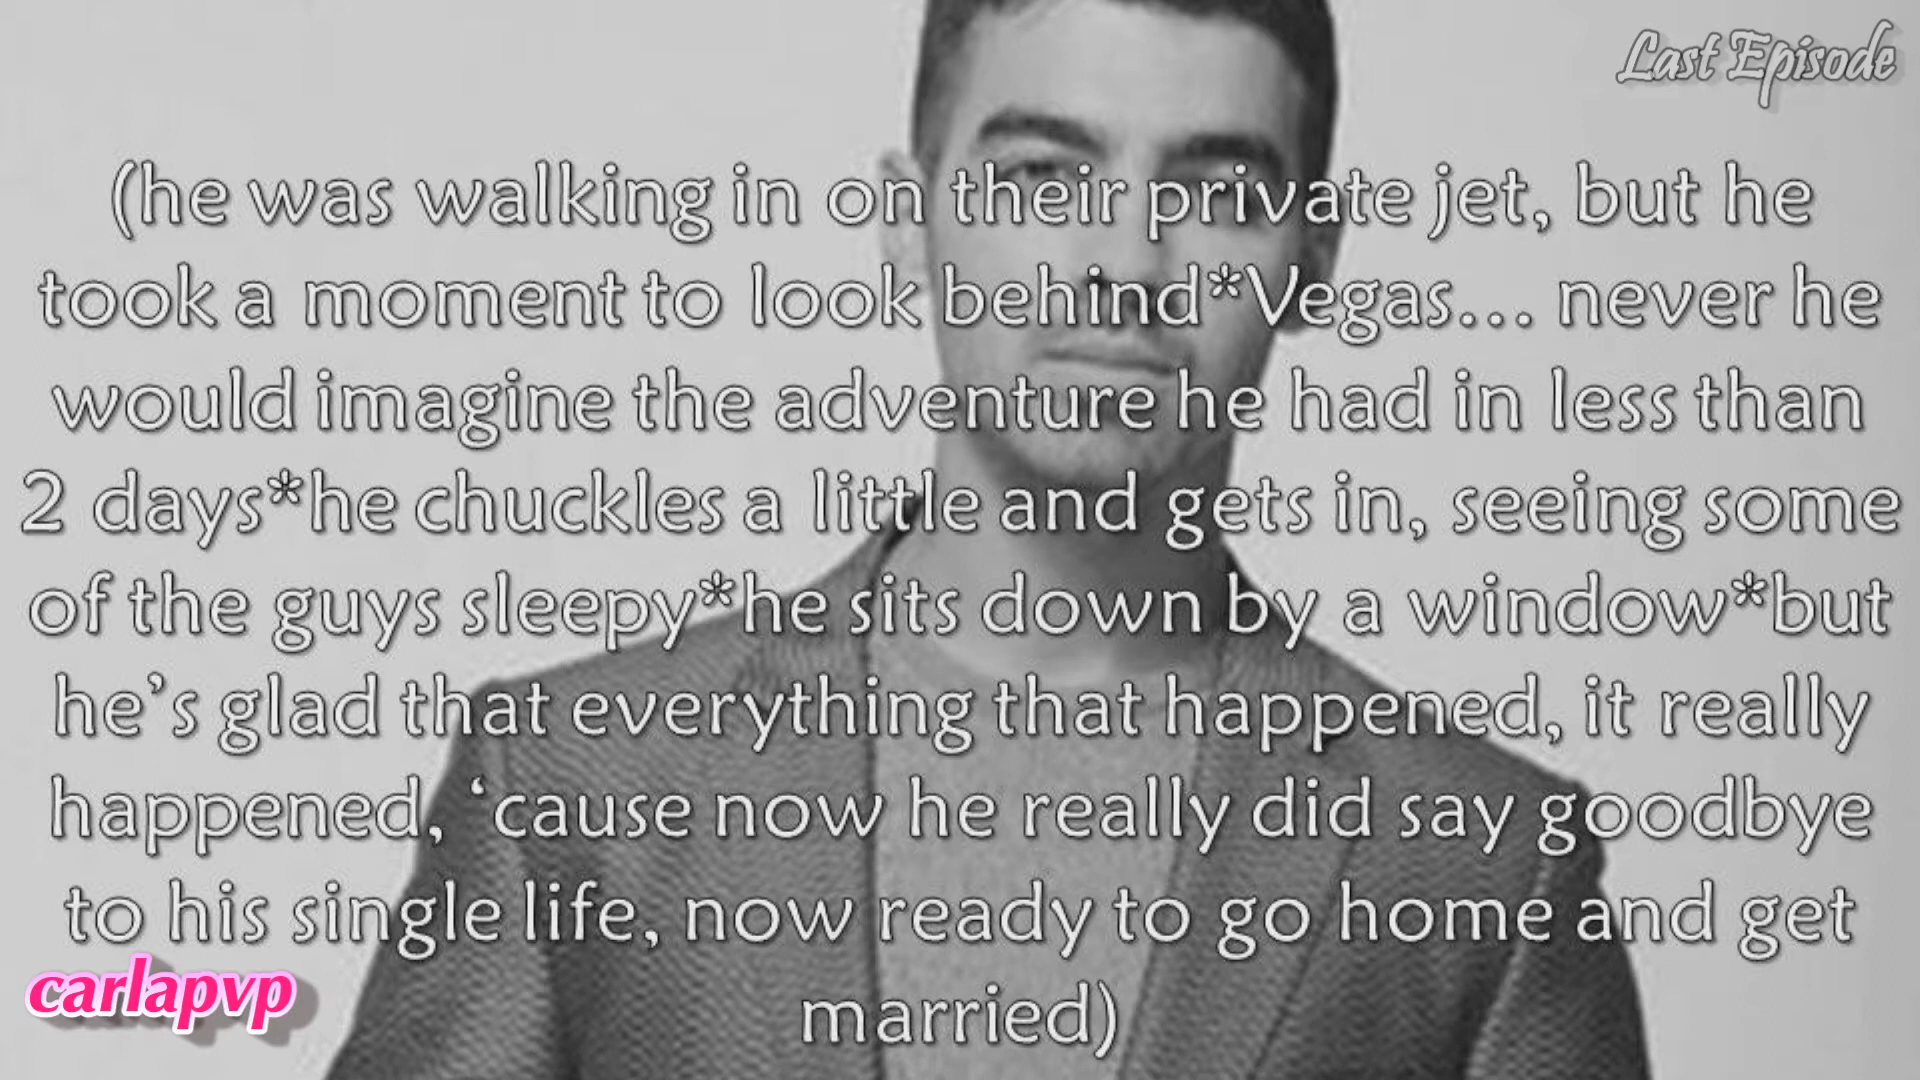 Last Episode
(he was walking in on their private jet, but he
took a moment to look behind*Vegas... never he
would imagine the adventure he had in less than
2 days*he chuckles a little and gets in, seeing some
of the guys sleepy*he sits down by a window*but
he’s glad that everything that happened, it really
happened, ‘cause now he really did say goodbye
to his single life, now ready to go home and get
married)
carlapvp